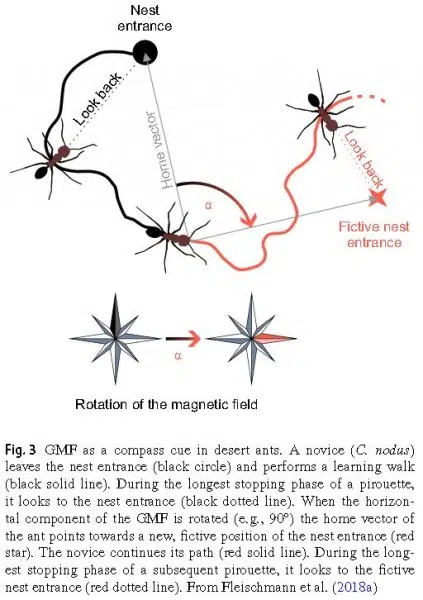 Nest
entrance
Look back
Home vector
α
Look back
Fictive nest
entrance
α
Rotation of the magnetic field
Fig. 3 GMF as a compass cue in desert ants. A novice (C. nodus)
leaves the nest entrance (black circle) and performs a learning walk
(black solid line). During the longest stopping phase of a pirouette,
it looks to the nest entrance (black dotted line). When the horizon-
tal component of the GMF is rotated (e.g., 90°) the home vector of
the ant points towards a new, fictive position of the nest entrance (red
star). The novice continues its path (red solid line). During the long-
est stopping phase of a subsequent pirouette, it looks to the fictive
nest entrance (red dotted line). From Fleischmann et al. (2018a)